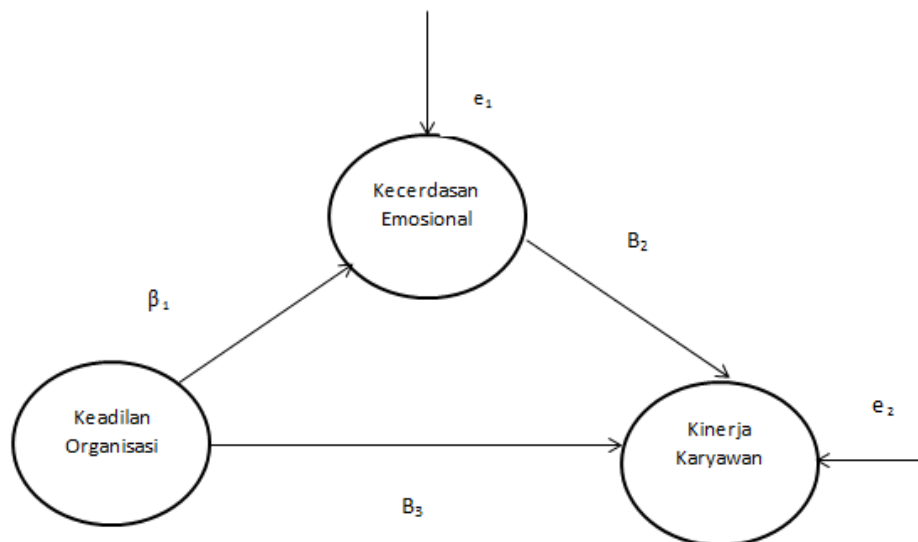 e₁
Kecerdasan
Emosional
B₂
β₁
Keadilan
Organisasi
Kinerja
Karyawan
e₂
B₃